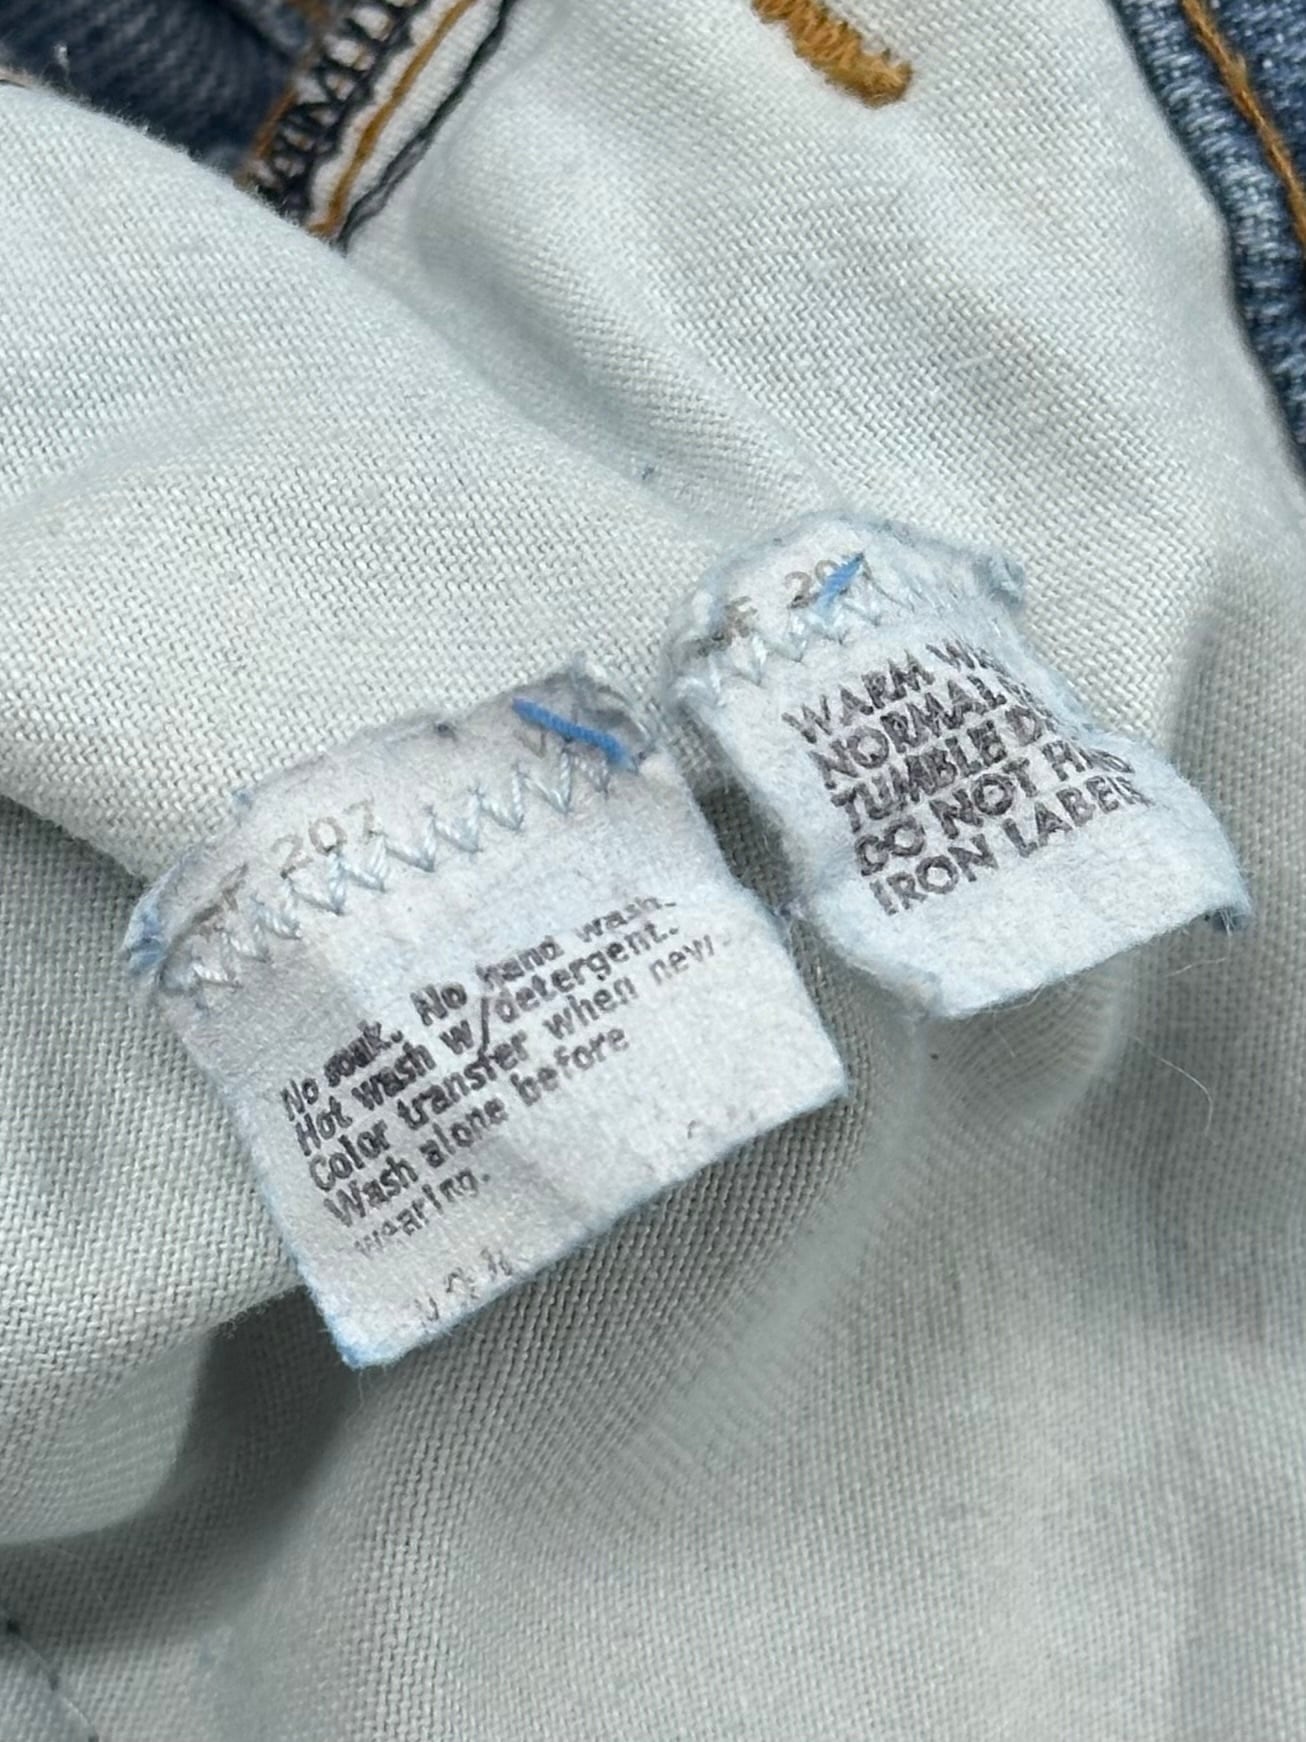 207
No soak. No hand wash.
Hot wash w/detergent.
Color transfer when new.
Wash alone before
wearing.
WARM
NORMAL
TUMBLE
DO NOT
IRON LABEL